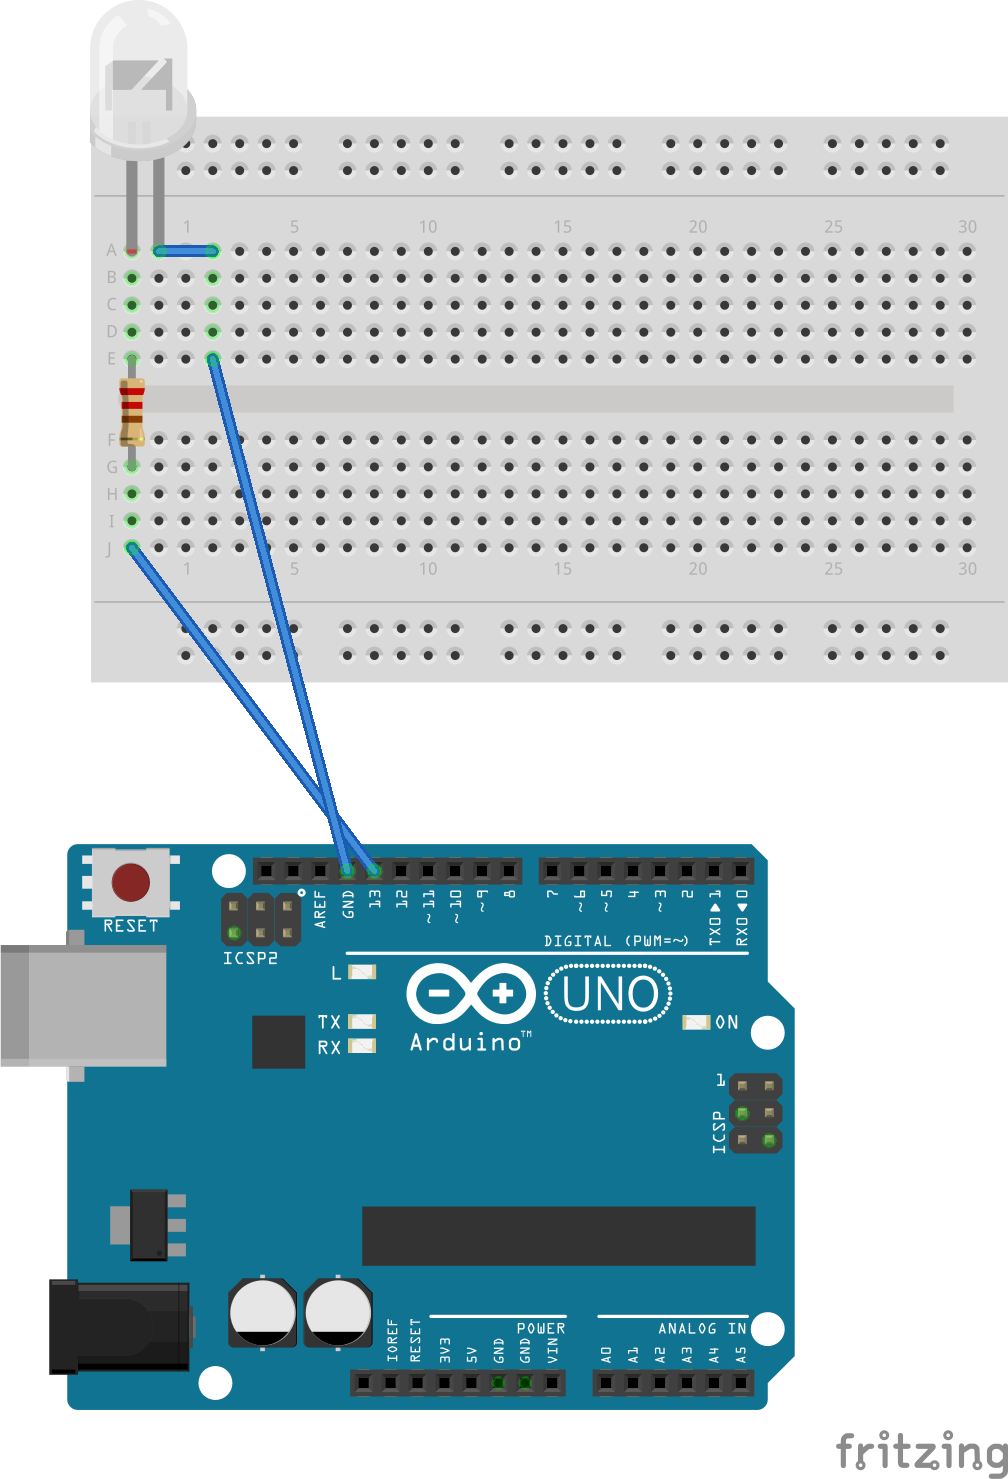 1 5 10 15 20 25 30
A
B
C
D
E
F
G
H
I
J
1 5 10 15 20 25 30
RESET
ICSP2
AREF GND 13 12 ~11 ~10 ~9 8 7 ~6 ~5 4 ~3 2 TX0▶1 RX0◀0
DIGITAL (PWM=~)
L
TX
RX
Arduino™
UNO
ON
1
ICSP
IOREF RESET 3V3 5V GND GND VIN
POWER
ANALOG IN
A0 A1 A2 A3 A4 A5
fritzing